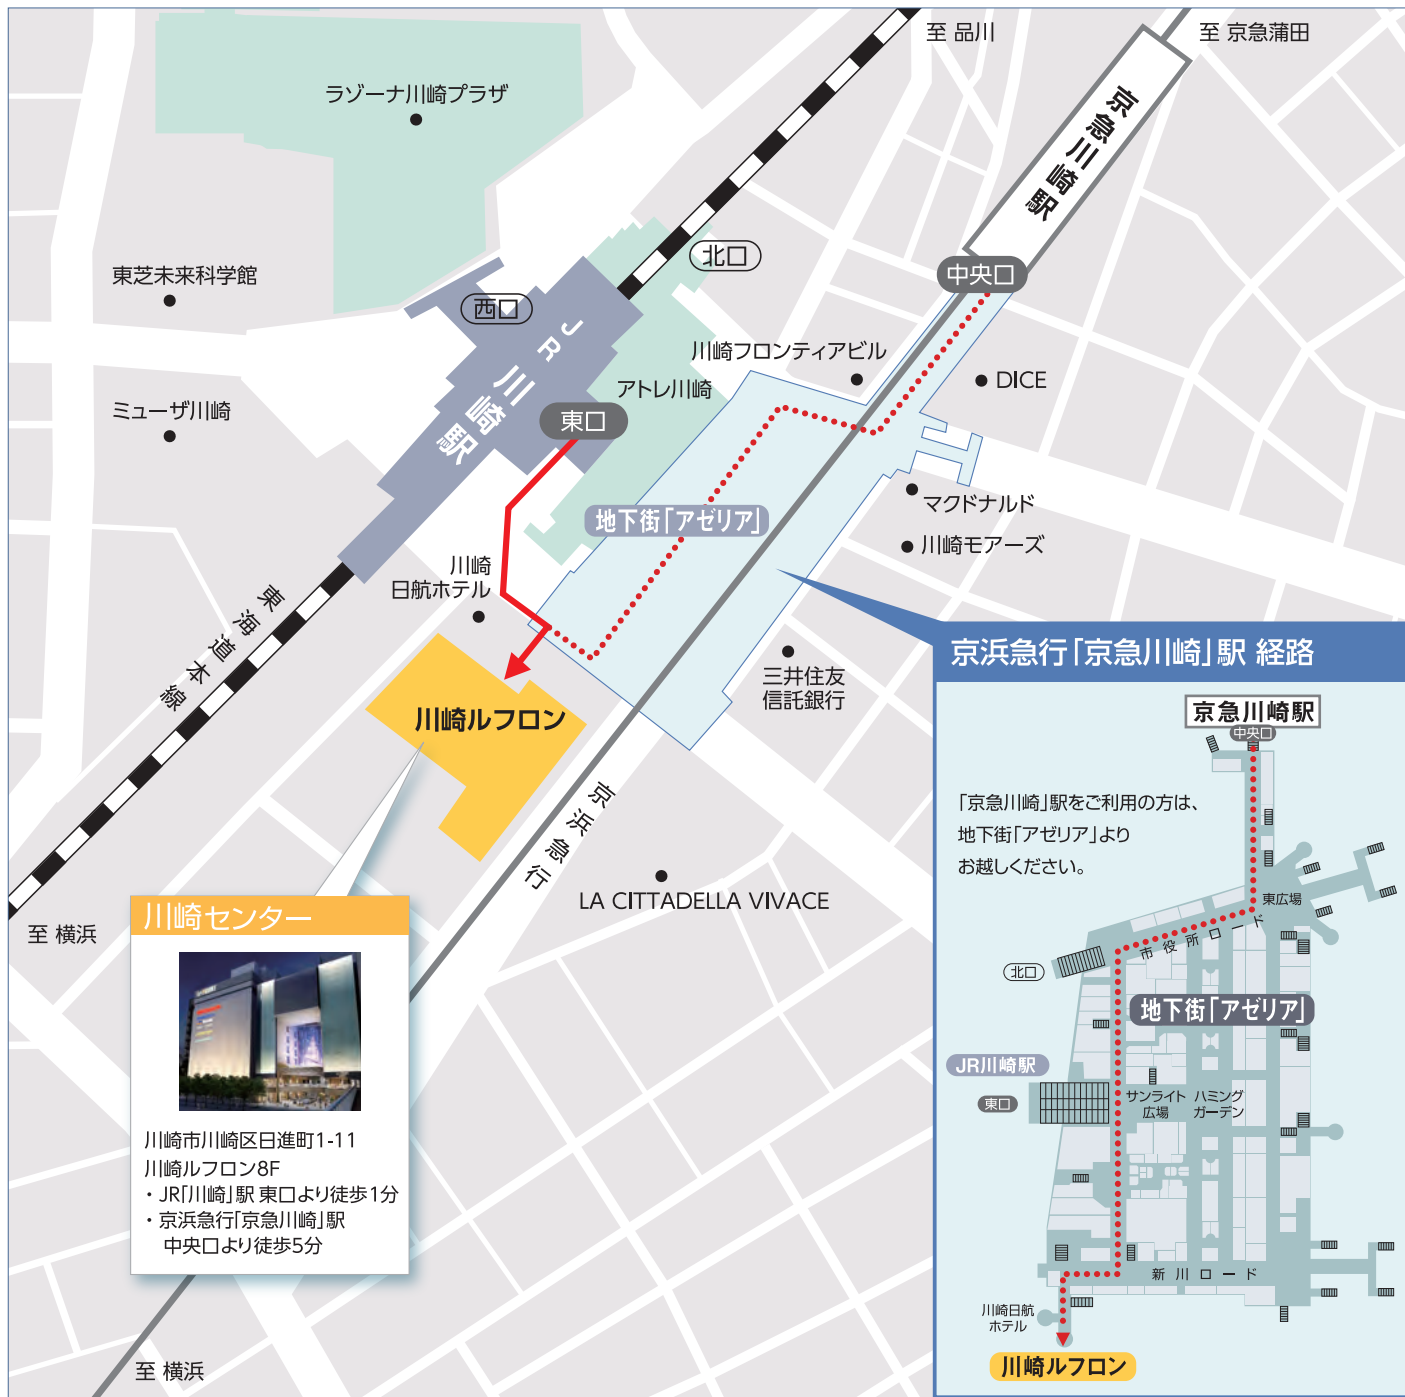 至 品川
至 京急蒲田
ラゾーナ川崎プラザ
京急川崎駅
北口
中央口
東芝未来科学館
西口
JR 川崎駅
川崎フロンティアビル
DICE
アトレ川崎
ミューザ川崎
東口
マクドナルド
地下街「アゼリア」
川崎モアーズ
川崎
日航ホテル
東海道本線
三井住友
信託銀行
川崎ルフロン
京浜急行
LA CITTADELLA VIVACE
至 横浜
川崎センター
川崎市川崎区日進町1-11
川崎ルフロン8F
・JR「川崎」駅 東口より徒歩1分
・京浜急行「京急川崎」駅
中央口より徒歩5分
至 横浜
京浜急行「京急川崎」駅 経路
京急川崎駅
中央口
「京急川崎」駅をご利用の方は、
地下街「アゼリア」より
お越しください。
東広場
市役所ロード
北口
地下街「アゼリア」
JR川崎駅
東口
サンライト
広場
ハミング
ガーデン
新川ロード
川崎日航
ホテル
川崎ルフロン